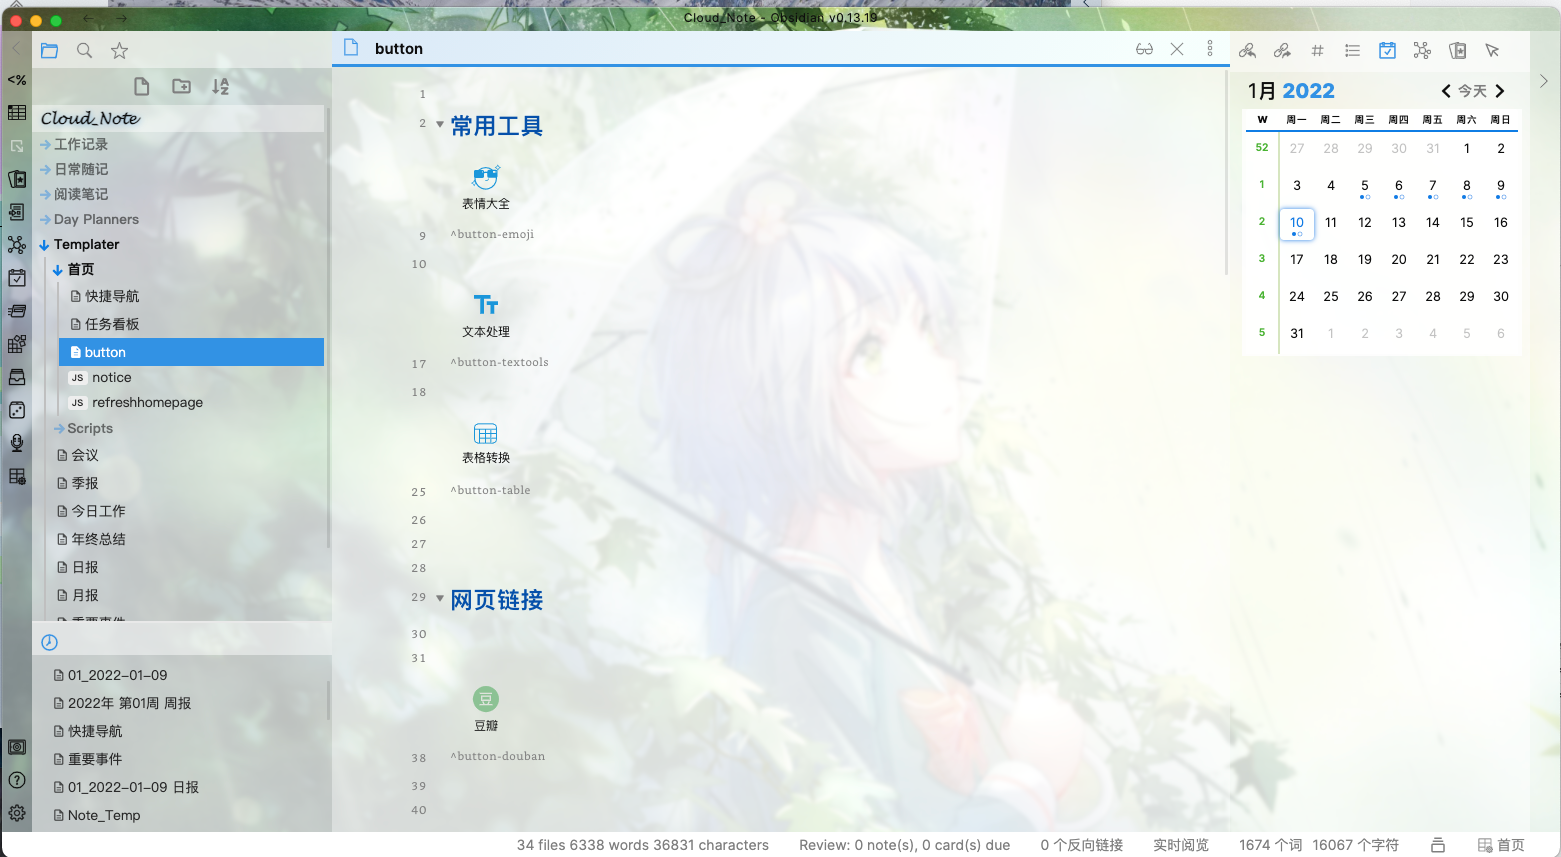 Cloud_Note - Obsidian v0.13.19
<%
Cloud_Note
工作记录
日常随记
阅读笔记
Day Planners
Templater
首页
快捷导航
任务看板
button
JS notice
JS refreshhomepage
Scripts
会议
季报
今日工作
年终总结
日报
月报
重要事件
01_2022-01-09
2022年 第01周 周报
快捷导航
重要事件
01_2022-01-09 日报
Note_Temp
button
1
2 常用工具
表情大全
9 ^button-emoji
10
Tт
文本处理
17 ^button-textools
18
表格转换
25 ^button-table
26
27
28
29 网页链接
30
31
豆
豆瓣
38 ^button-douban
39
40
1月 2022 今天
W 周一 周二 周三 周四 周五 周六 周日
52 27 28 29 30 31 1 2
1 3 4 5 6 7 8 9
2 10 11 12 13 14 15 16
3 17 18 19 20 21 22 23
4 24 25 26 27 28 29 30
5 31 1 2 3 4 5 6
34 files 6338 words 36831 characters Review: 0 note(s), 0 card(s) due 0 个反向链接 实时阅览 1674 个词 16067 个字符 首页